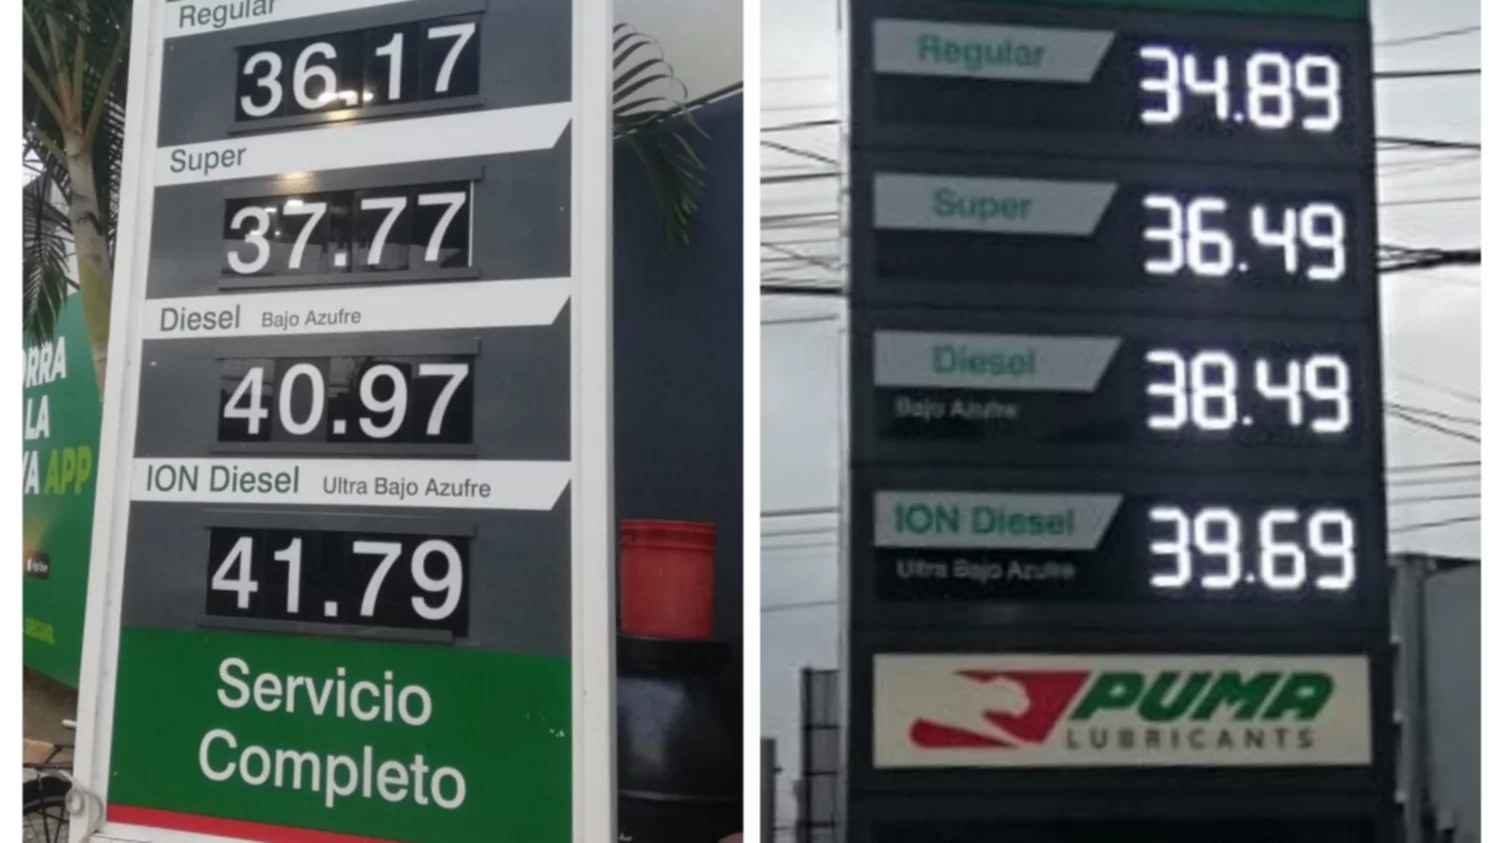 Regular
36.17
Super
37.77
Diesel Bajo Azufre
40.97
ION Diesel Ultra Bajo Azufre
41.79
Servicio
Completo
LA
APP
Regular
34.89
Super
36.49
Diesel
38.49
Bajo Azufre
ION Diesel
39.69
Ultra Bajo Azufre
PUMA
LUBRICANTS